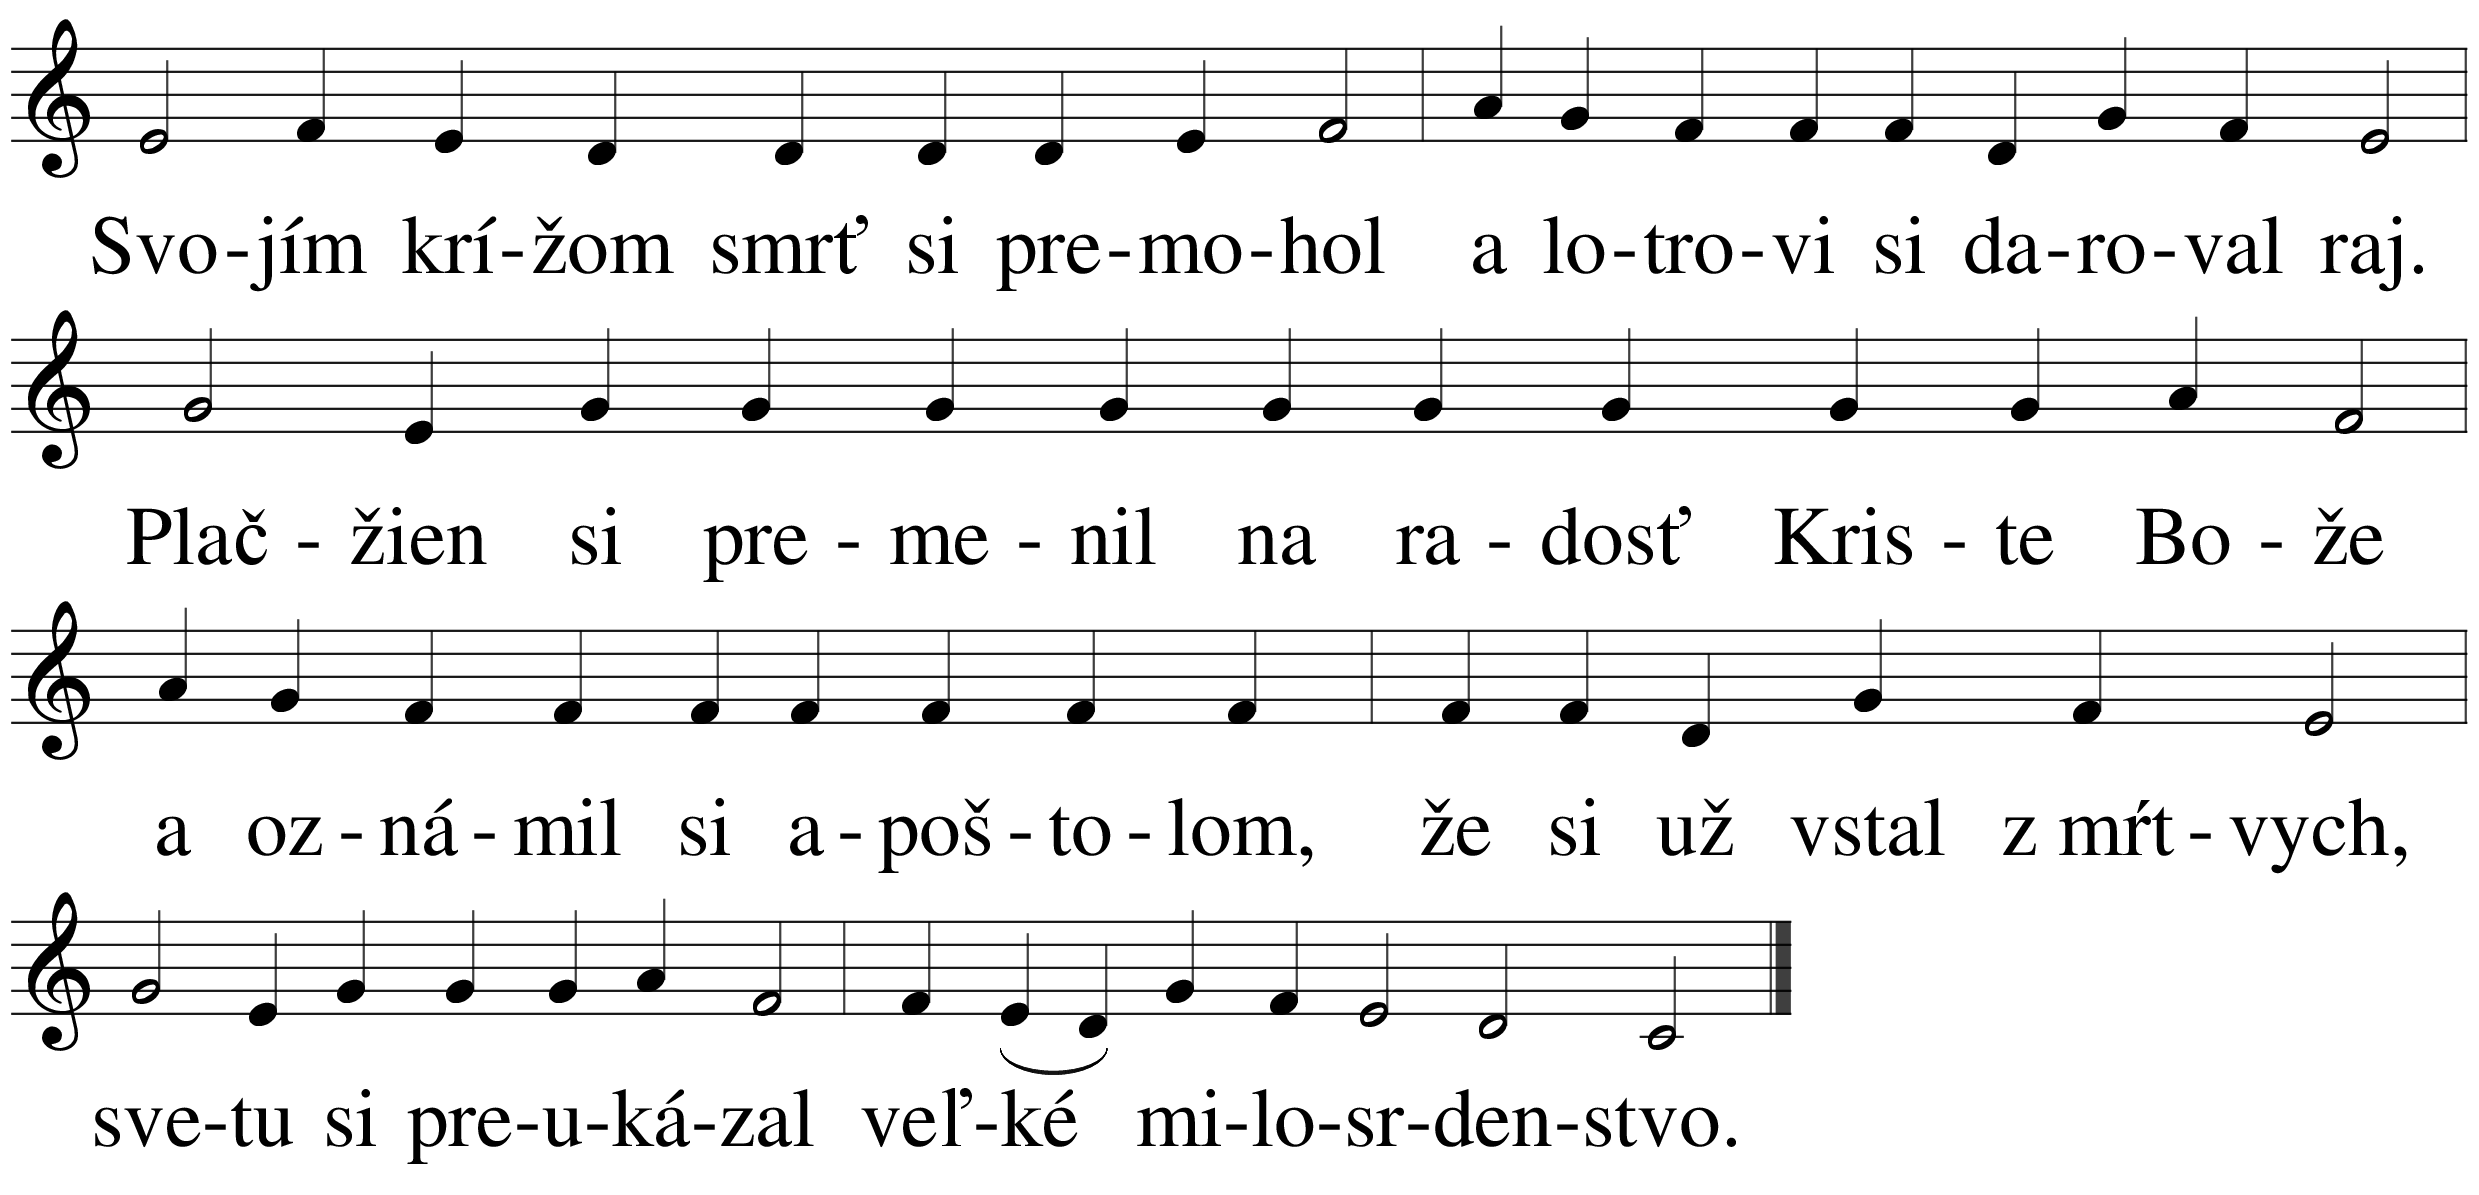 Svo-jím krí-žom smrť si pre-mo-hol a lo-tro-vi si da-ro-val raj.
Plač - žien si pre - me - nil na ra - dosť Kris - te Bo - že
a oz - ná - mil si a - poš - to - lom, že si už vstal z mŕt - vych,
sve-tu si pre-u-ká-zal veľ-ké mi-lo-sr-den-stvo.